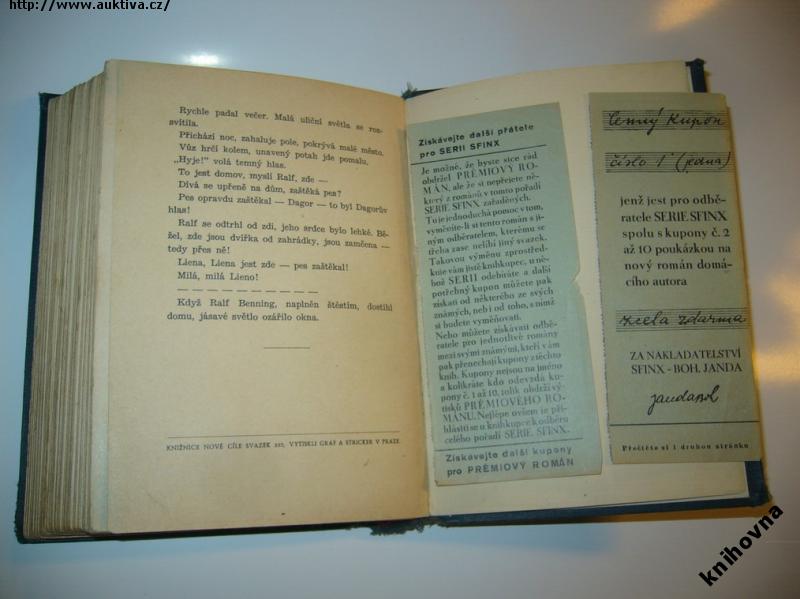 http://www.auktiva.cz/
Rychle padal večer. Malá uliční světla se roz-
svítila.
Přichází noc, zahaluje pole, pokrývá malé město.
Vůz hrčí kolem, unavený potah jde pomalu.
„Hyje!" volá temný hlas.
To jest domov, myslí Ralf, zde —
Dívá se upřeně na dům, zaštěká pes?
Pes opravdu zaštěkal — Dagor — to byl Dagorův
hlas!
Ralf se odtrhl od zdi, jeho srdce bylo lehké. Bě-
žel, zde jsou dvířka od zahrádky, jsou zamčena —
tedy přes ně!
Liena, Liena jest zde — pes zaštěkal!
Milá, milá Lieno!
— — — — — — — — — — — — —
Když Ralf Benning, naplněn štěstím, dostihl
domu, jásavé světlo ozářilo okna.
KNIŽNICE NOVÉ CÍLE SVAZEK VYTISKLI GRAF A STRICKER V PRAZE
Získávejte další přátele
pro SERII SFINX
Je možné, že byste sice rád
obdržel PRÉMIOVÝ RO-
MÁN, ale že si nepřejete ně-
který z románů v tomto pořadí
SERIE SFINX zařaděných.
Tu je jednoduchá pomoc v tom,
vyměníte-li si tento román s ji-
ným odběratelem, kterému se
třeba zase nelíbí jiný svazek.
Takovou výměnu zprostřed-
kuje vám jistě knihkupec, u ně-
hož SERII odebíráte a další
potřebný kupon můžete pak
získati od některého ze svých
známých, neb i od toho, s nímž
si budete vyměňovati.
Nebo můžete získávati odbě-
ratele pro jednotlivé romány
mezi svými známými, kteří vám
pak přenechají kupony z těchto
knih. Kupony nejsou na jméno
a kolikráte kdo odevzdá ku-
pony č. 1 až 10, tolik obdrží vý-
tisků PRÉMIOVÉHO RO-
MÁNU. Nejlépe ovšem je při-
hlásiti se u knihkupce k odběru
celého pořadí SERIE SFINX.
Získávejte další kupony
pro PRÉMIOVÝ ROMÁN
Cenný Kupon
číslo 1 (jedna)
jenž jest pro odbě-
ratele SERIE SFINX
spolu s kupony č. 2
až 10 poukázkou na
nový román domá-
cího autora
zcela zdarma
ZA NAKLADATELSTVÍ
SFINX - BOH. JANDA
Přečtěte si i druhou stránku
knihovna